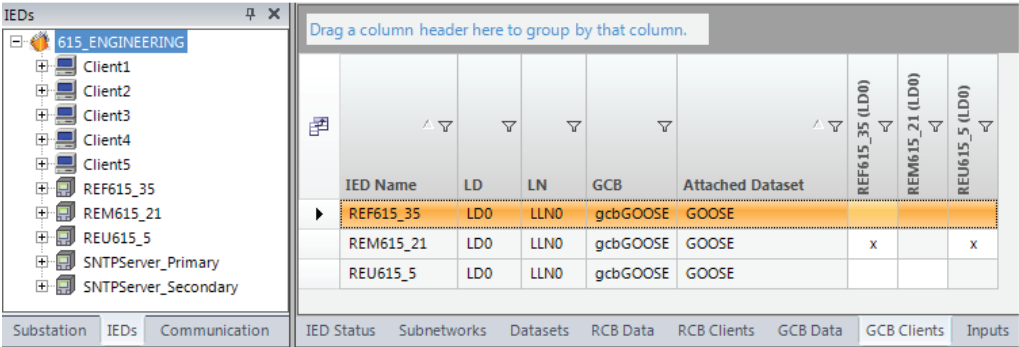 IEDs
615_ENGINEERING
Client1
Client2
Client3
Client4
Client5
REF615_35
REM615_21
REU615_5
SNTPServer_Primary
SNTPServer_Secondary
Substation IEDs Communication
Drag a column header here to group by that column.
IED Name LD LN GCB Attached Dataset REF615_35 (LD0) REM615_21 (LD0) REU615_5 (LD0)
REF615_35 LD0 LLN0 gcbGOOSE GOOSE
REM615_21 LD0 LLN0 gcbGOOSE GOOSE x x
REU615_5 LD0 LLN0 gcbGOOSE GOOSE
IED Status Subnetworks Datasets RCB Data RCB Clients GCB Data GCB Clients Inputs